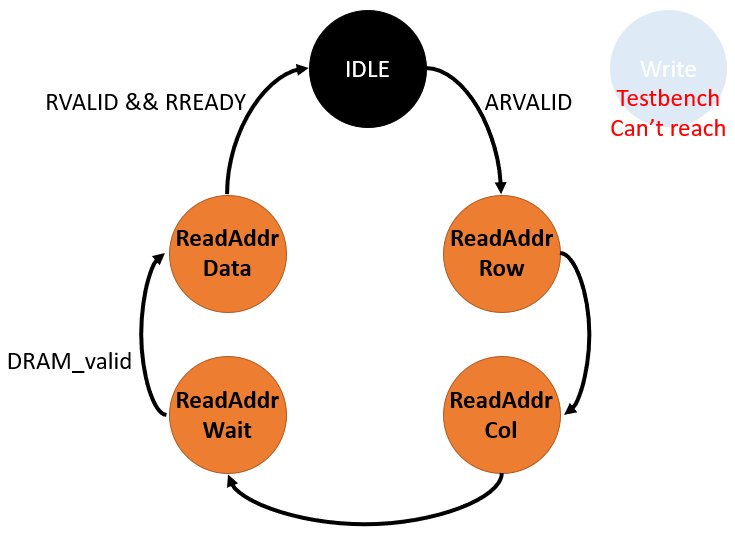 IDLE
Write
Testbench
Can't reach
RVALID && RREADY
ARVALID
ReadAddr
Data
ReadAddr
Row
DRAM_valid
ReadAddr
Wait
ReadAddr
Col